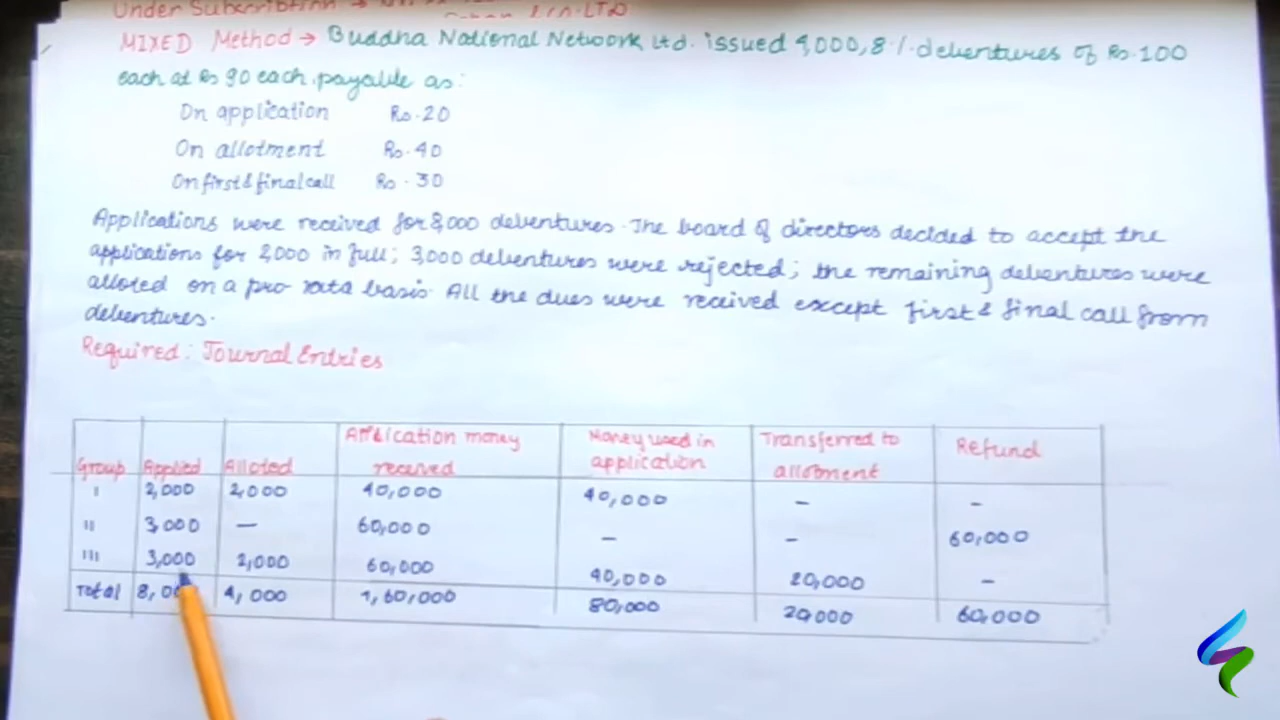 Under Subscribtion →
MIXED Method → Buddha National Network Ltd. issued 4,000, 8% debentures of Rs. 100
each at Rs 90 each, payable as:
On application Rs. 20
On allotment Rs. 40
On first & final call Rs. 30
Applications were received for 8,000 debentures. The board of directors decided to accept the
applications for 2,000 in full; 3,000 debentures were rejected; the remaining debentures were
alloted on a pro rata basis. All the dues were received except first & final call from
debentures.
Required: Journal Entries
Group Applied Alloted Application money received Money used in application Transferred to allotment Refund
I 2,000 2,000 40,000 40,000 – –
II 3,000 — 60,000 – – 60,000
III 3,000 2,000 60,000 40,000 20,000 –
Total 4,000 1,60,000 80,000 20,000 60,000